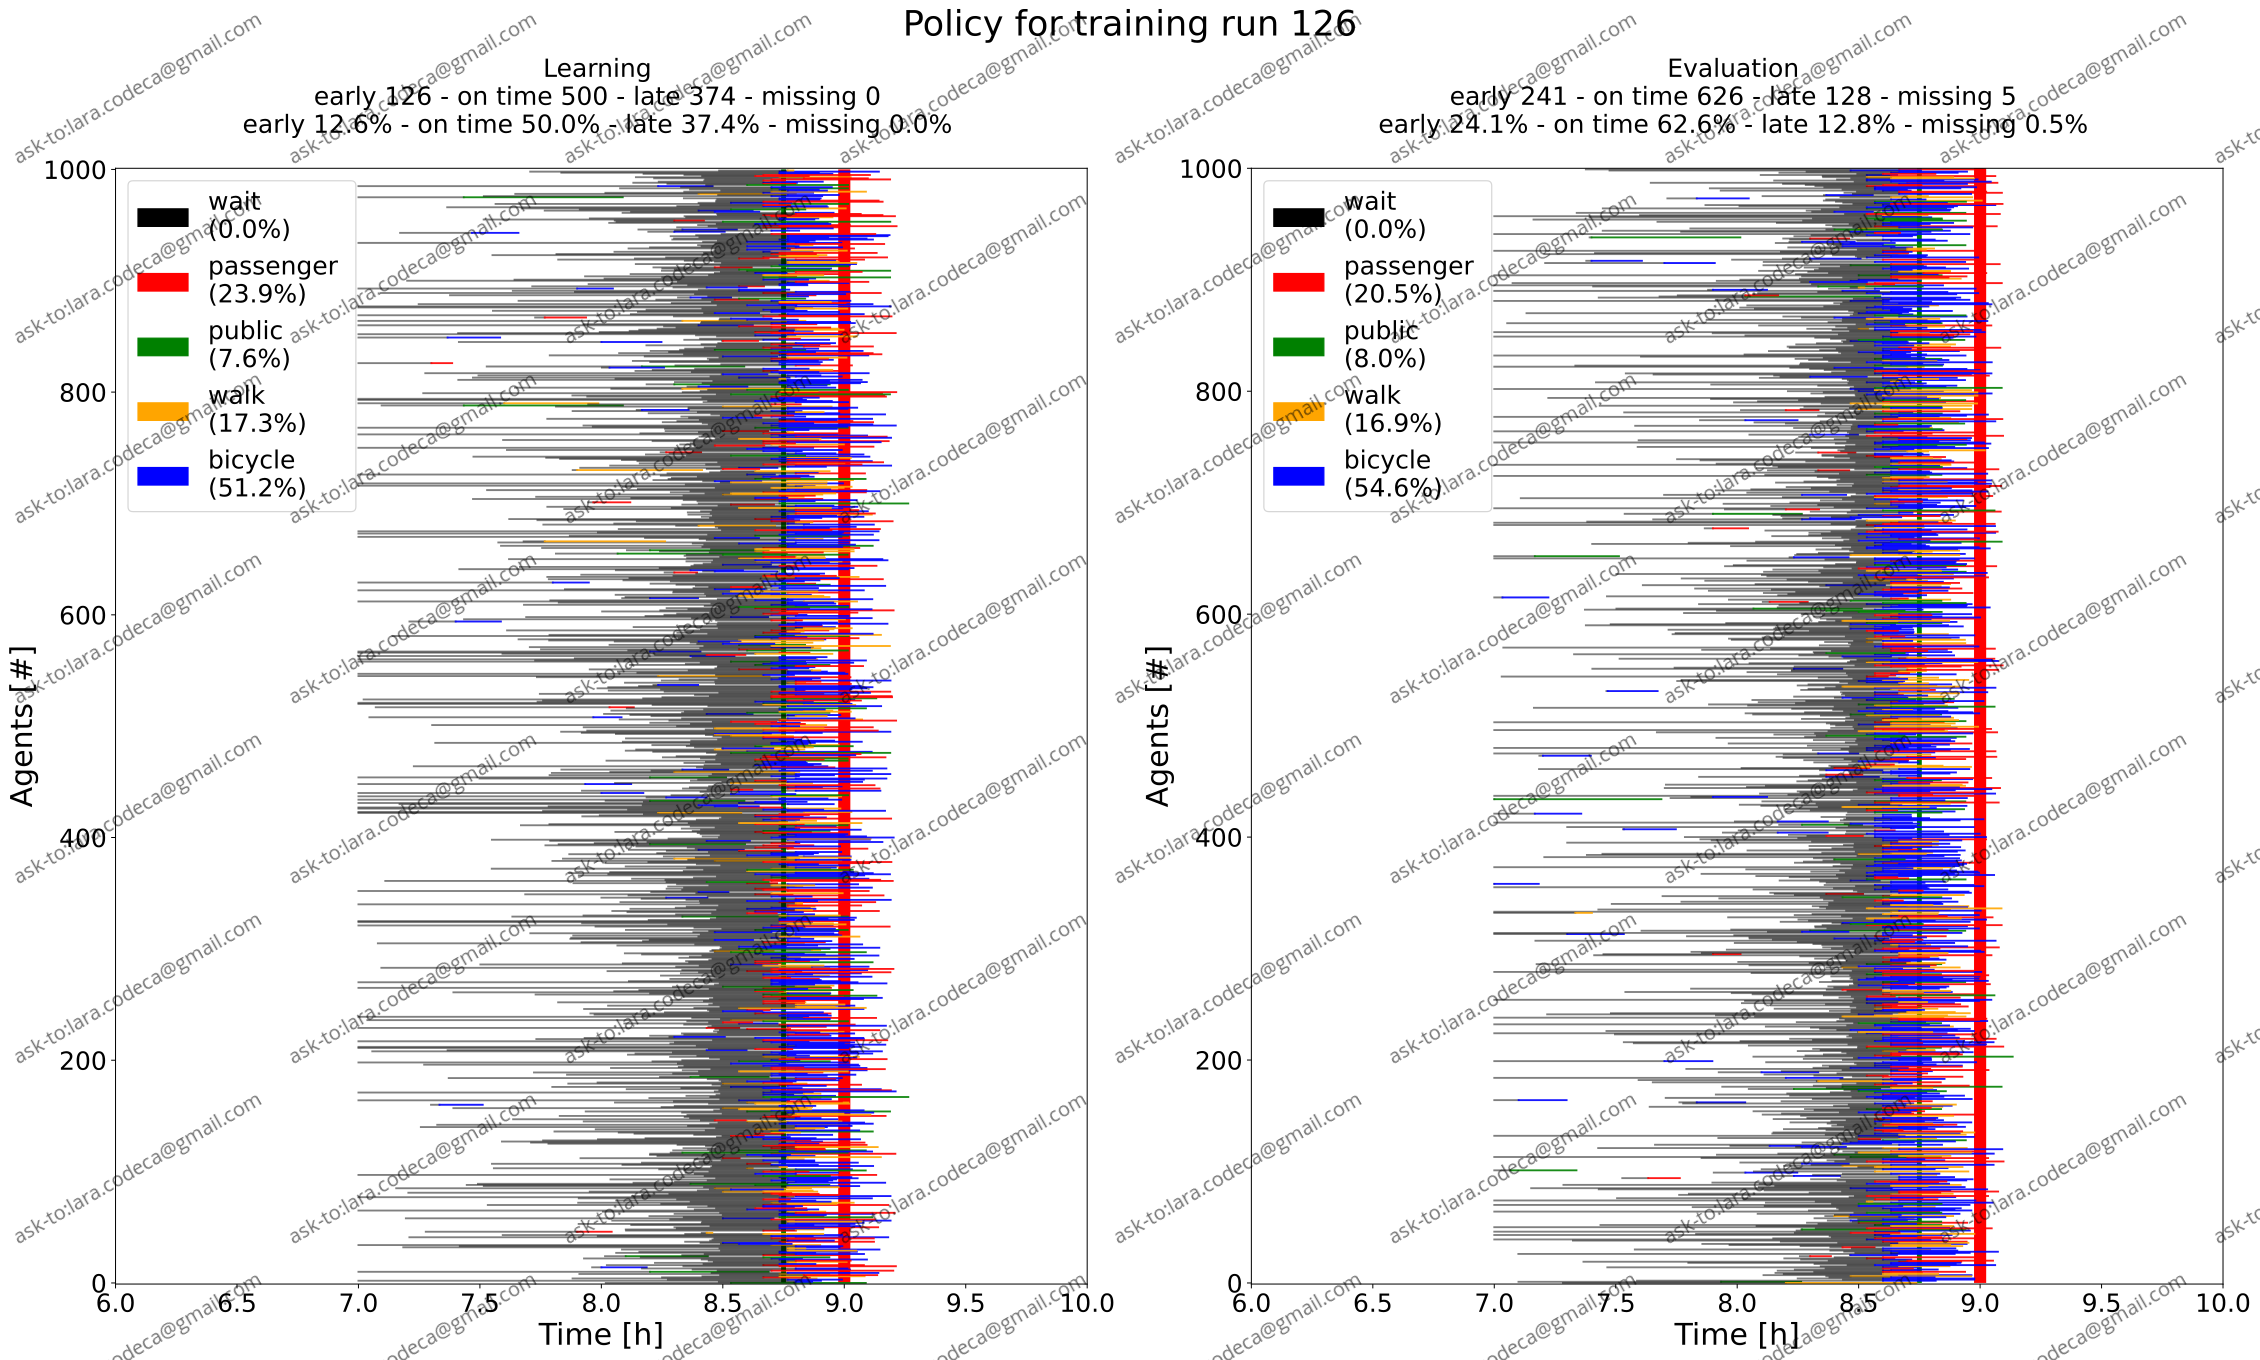 Policy for training run 126
Learning
early 126 - on time 500 - late 374 - missing 0
early 12.6% - on time 50.0% - late 37.4% - missing 0.0%
1000
800
600
400
200
0
Agents [#]
wait
(0.0%)
passenger
(23.9%)
public
(7.6%)
walk
(17.3%)
bicycle
(51.2%)
6.0 6.5 7.0 7.5 8.0 8.5 9.0 9.5 10.0
Time [h]
Evaluation
early 241 - on time 626 - late 128 - missing 5
early 24.1% - on time 62.6% - late 12.8% - missing 0.5%
1000
800
600
400
200
0
Agents [#]
wait
(0.0%)
passenger
(20.5%)
public
(8.0%)
walk
(16.9%)
bicycle
(54.6%)
6.0 6.5 7.0 7.5 8.0 8.5 9.0 9.5 10.0
Time [h]
ask-to:lara.codeca@gmail.com